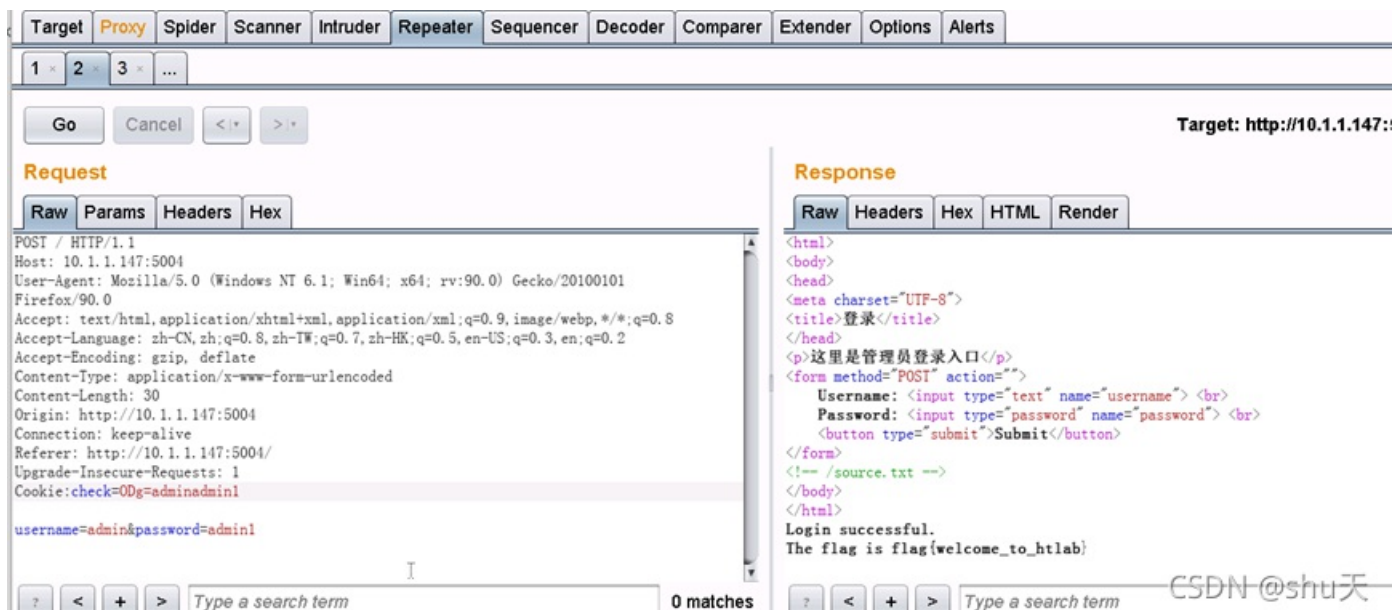 Target Proxy Spider Scanner Intruder Repeater Sequencer Decoder Comparer Extender Options Alerts
1 × 2 × 3 × ...
Go Cancel < >
Target: http://10.1.1.147:
Request
Raw Params Headers Hex
POST / HTTP/1.1
Host: 10.1.1.147:5004
User-Agent: Mozilla/5.0 (Windows NT 6.1; Win64; x64; rv:90.0) Gecko/20100101
Firefox/90.0
Accept: text/html,application/xhtml+xml,application/xml;q=0.9,image/webp,*/*;q=0.8
Accept-Language: zh-CN,zh;q=0.8,zh-TW;q=0.7,zh-HK;q=0.5,en-US;q=0.3,en;q=0.2
Accept-Encoding: gzip, deflate
Content-Type: application/x-www-form-urlencoded
Content-Length: 30
Origin: http://10.1.1.147:5004
Connection: keep-alive
Referer: http://10.1.1.147:5004/
Upgrade-Insecure-Requests: 1
Cookie:check=ODg=adminadmin1
username=admin&password=admin1
? < + > Type a search term 0 matches
Response
Raw Headers Hex HTML Render
<html>
<body>
<head>
<meta charset="UTF-8">
<title>登录</title>
</head>
<p>这里是管理员登录入口</p>
<form method="POST" action="">
Username: <input type="text" name="username"> <br>
Password: <input type="password" name="password"> <br>
<button type="submit">Submit</button>
</form>
<!-- /source.txt -->
</body>
</html>
Login successful.
The flag is flag{welcome_to_htlab}
? < + > Type a search term
CSDN @shu天